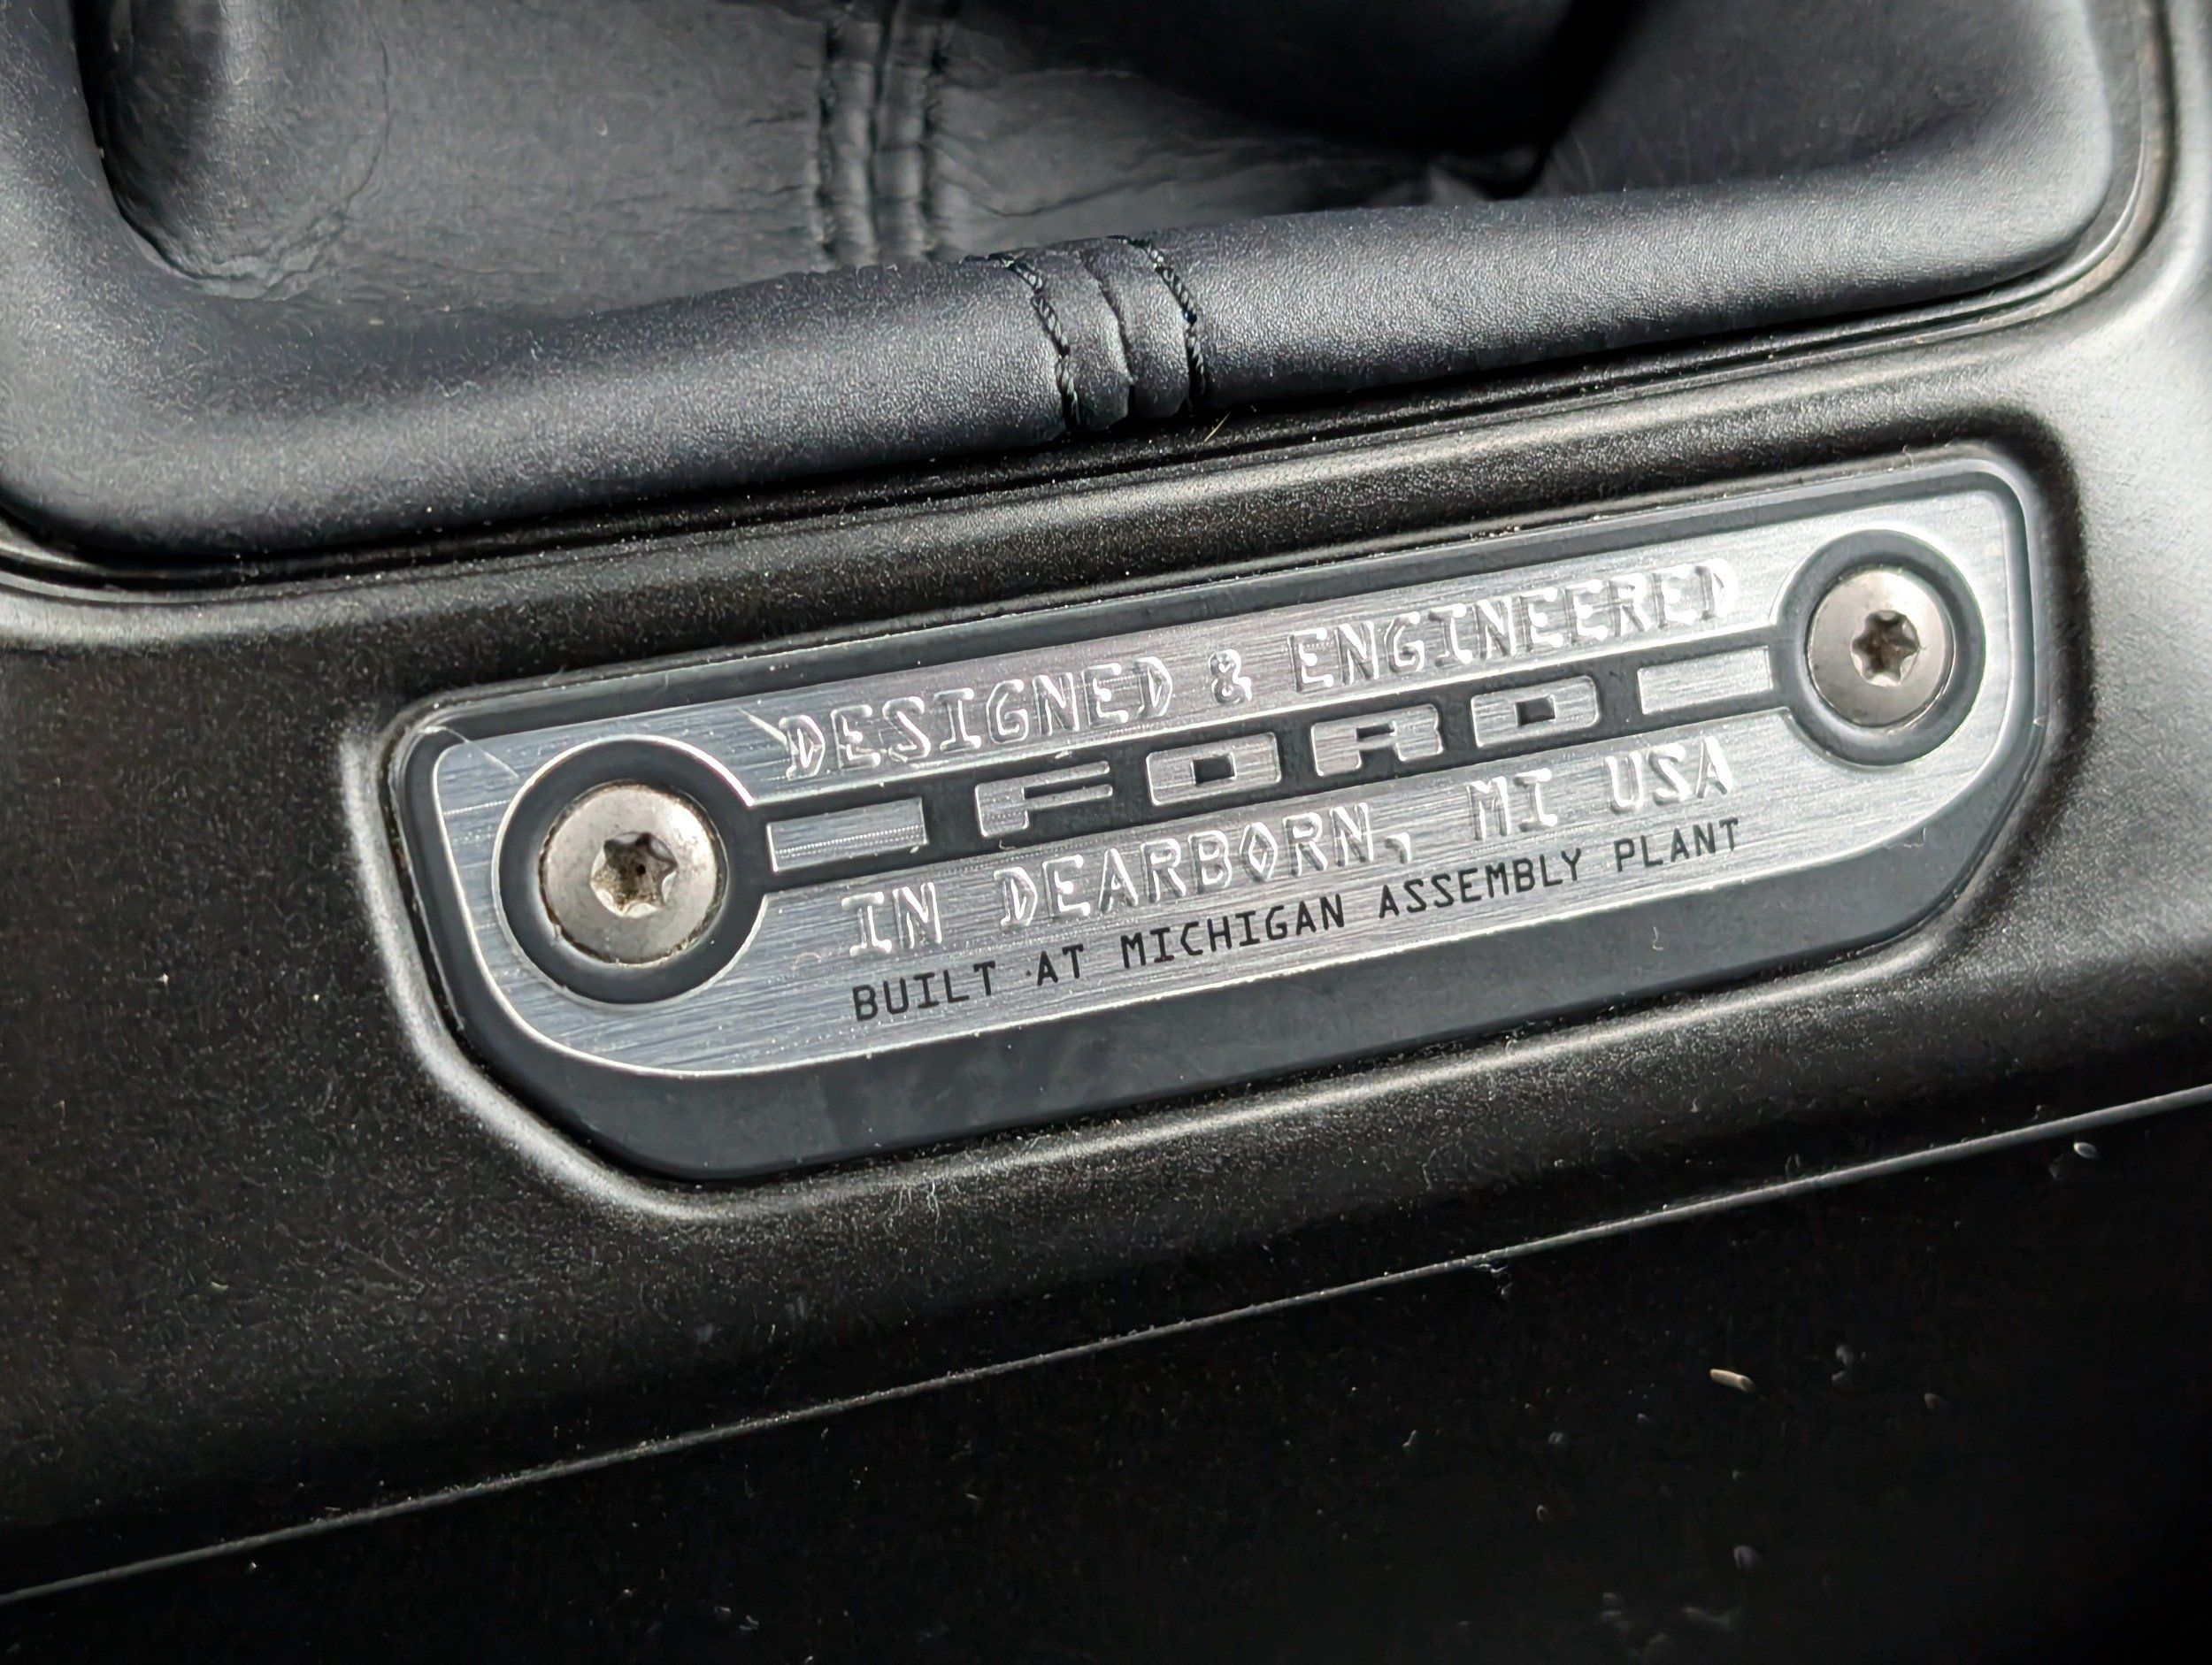 DESIGNED & ENGINEERED
FORD
IN DEARBORN, MI USA
BUILT AT MICHIGAN ASSEMBLY PLANT